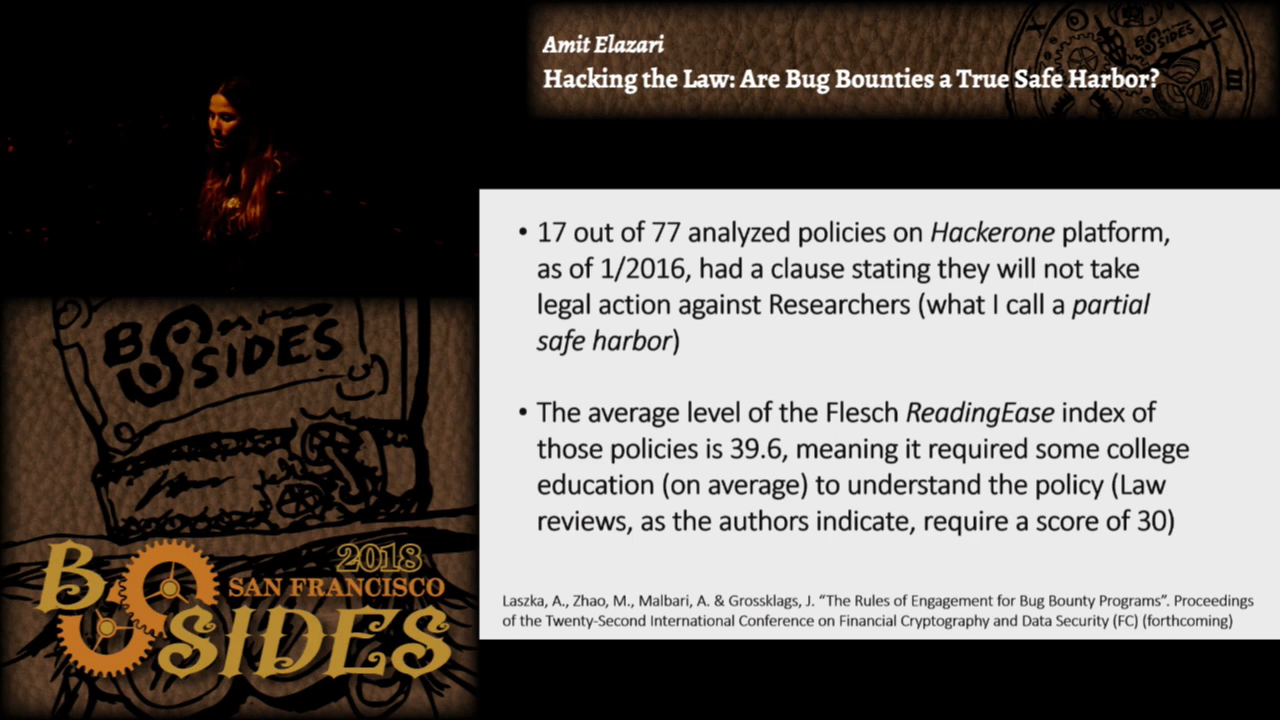 Amit Elazari
Hacking the Law: Are Bug Bounties a True Safe Harbor?
BSIDES
• 17 out of 77 analyzed policies on Hackerone platform,
as of 1/2016, had a clause stating they will not take
legal action against Researchers (what I call a partial
safe harbor)
• The average level of the Flesch ReadingEase index of
those policies is 39.6, meaning it required some college
education (on average) to understand the policy (Law
reviews, as the authors indicate, require a score of 30)
Laszka, A., Zhao, M., Malbari, A. & Grossklags, J. “The Rules of Engagement for Bug Bounty Programs”. Proceedings
of the Twenty-Second International Conference on Financial Cryptography and Data Security (FC) (forthcoming)
BSIDES
2018
SAN FRANCISCO
BSIDES